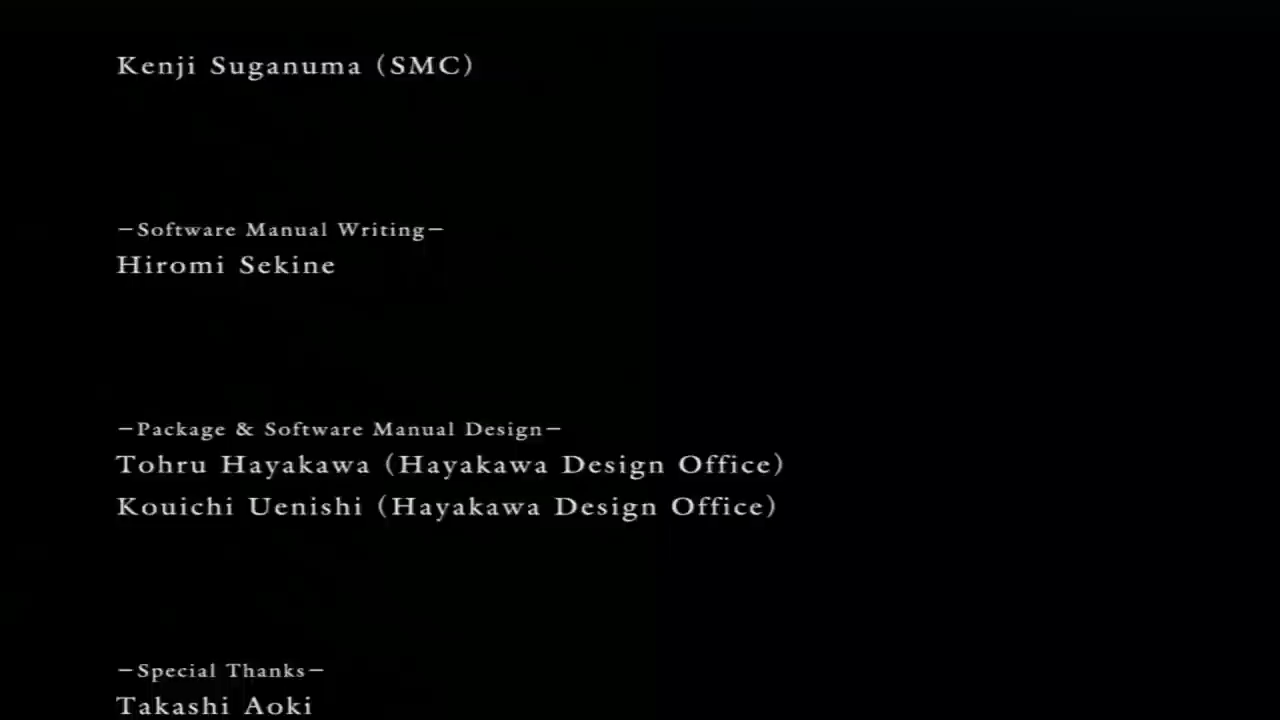 Kenji Suganuma (SMC)
−Software Manual Writing−
Hiromi Sekine
−Package & Software Manual Design−
Tohru Hayakawa (Hayakawa Design Office)
Kouichi Uenishi (Hayakawa Design Office)
−Special Thanks−
Takashi Aoki